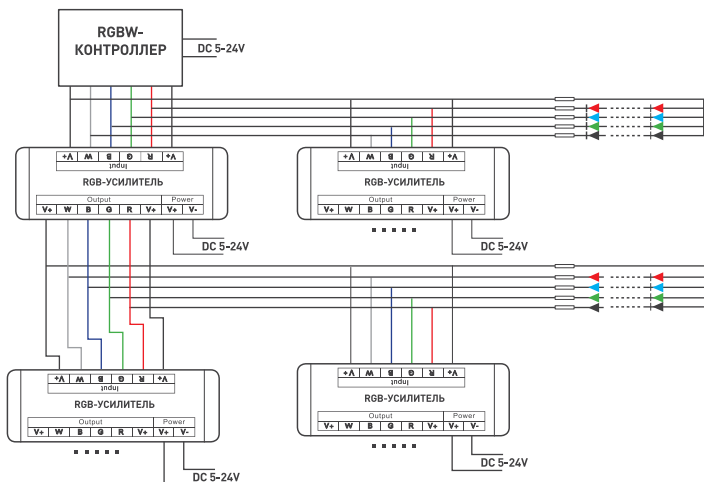 RGBW-
КОНТРОЛЛЕР
DC 5-24V
V+ W B G R V+
Input
RGB-УСИЛИТЕЛЬ
Output Power
V+ W B G R V+ V+ V-
DC 5-24V
V+ W B G R V+
Input
RGB-УСИЛИТЕЛЬ
Output Power
V+ W B G R V+ V+ V-
DC 5-24V
V+ W B G R V+
Input
RGB-УСИЛИТЕЛЬ
Output Power
V+ W B G R V+ V+ V-
DC 5-24V
V+ W B G R V+
Input
RGB-УСИЛИТЕЛЬ
Output Power
V+ W B G R V+ V+ V-
DC 5-24V